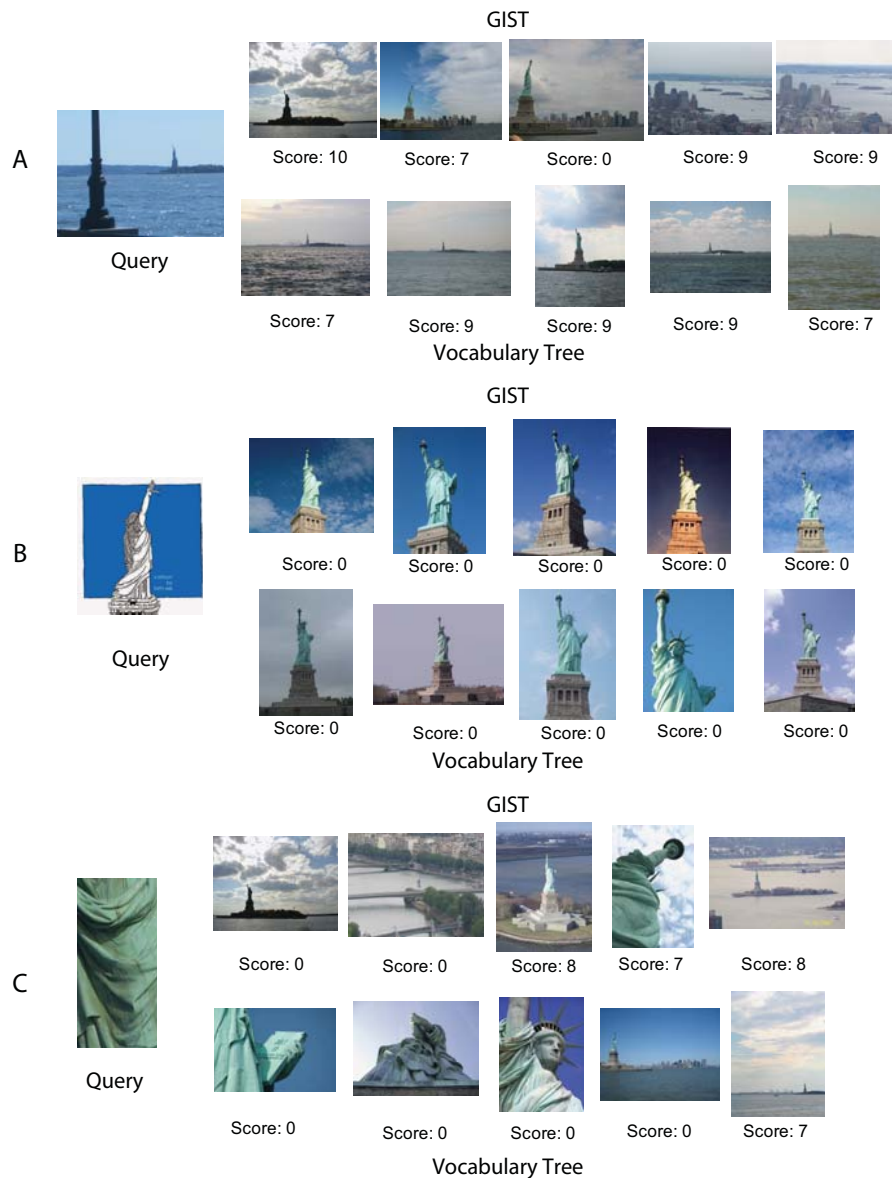 GIST
A
Score: 10 Score: 7 Score: 0 Score: 9 Score: 9
Query
Score: 7 Score: 9 Score: 9 Score: 9 Score: 7
Vocabulary Tree
GIST
B
Score: 0 Score: 0 Score: 0 Score: 0 Score: 0
Query
Score: 0 Score: 0 Score: 0 Score: 0 Score: 0
Vocabulary Tree
GIST
Score: 0 Score: 0 Score: 8 Score: 7 Score: 8
C
Query
Score: 0 Score: 0 Score: 0 Score: 0 Score: 7
Vocabulary Tree